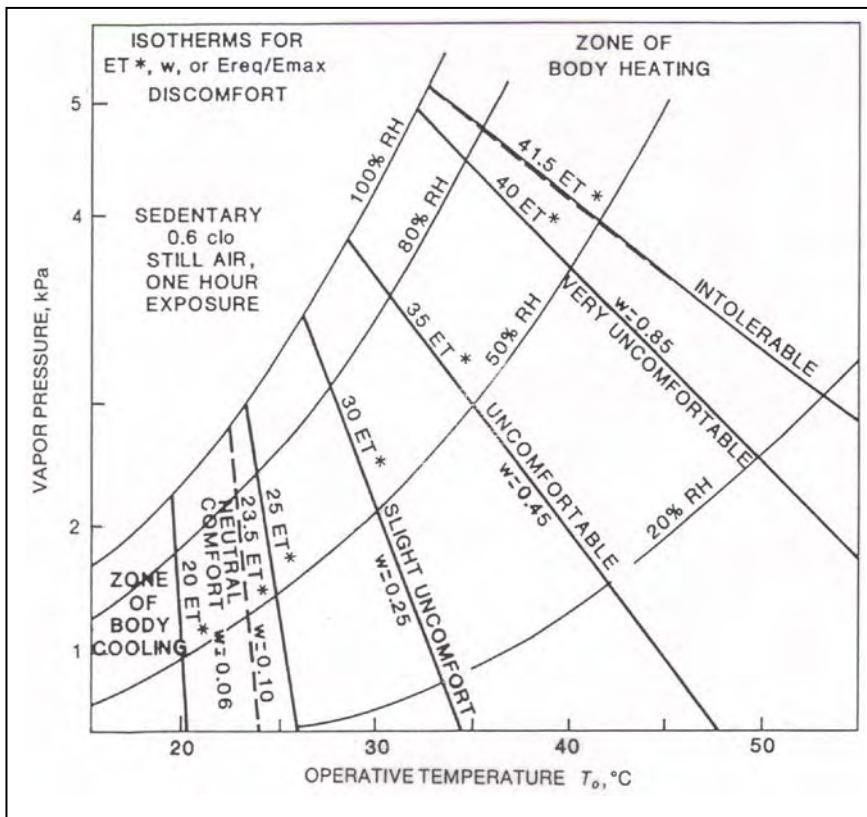 ISOTHERMS FOR
ET*, w, or Ereq/Emax
DISCOMFORT
ZONE OF
BODY HEATING
SEDENTARY
0.6 clo
STILL AIR,
ONE HOUR
EXPOSURE
100% RH
80% RH
50% RH
20% RH
41.5 ET*
INTOLERABLE
40 ET*
w=0.85
VERY UNCOMFORTABLE
35 ET*
UNCOMFORTABLE
w=0.45
30 ET*
SLIGHT UNCOMFORT
w=0.25
25 ET*
23.5 ET* w=0.10
NEUTRAL
COMFORT w=0.06
20 ET*
ZONE
OF
BODY
COOLING
VAPOR PRESSURE, kPa
5
4
2
1
20
30
40
50
OPERATIVE TEMPERATURE To, °C